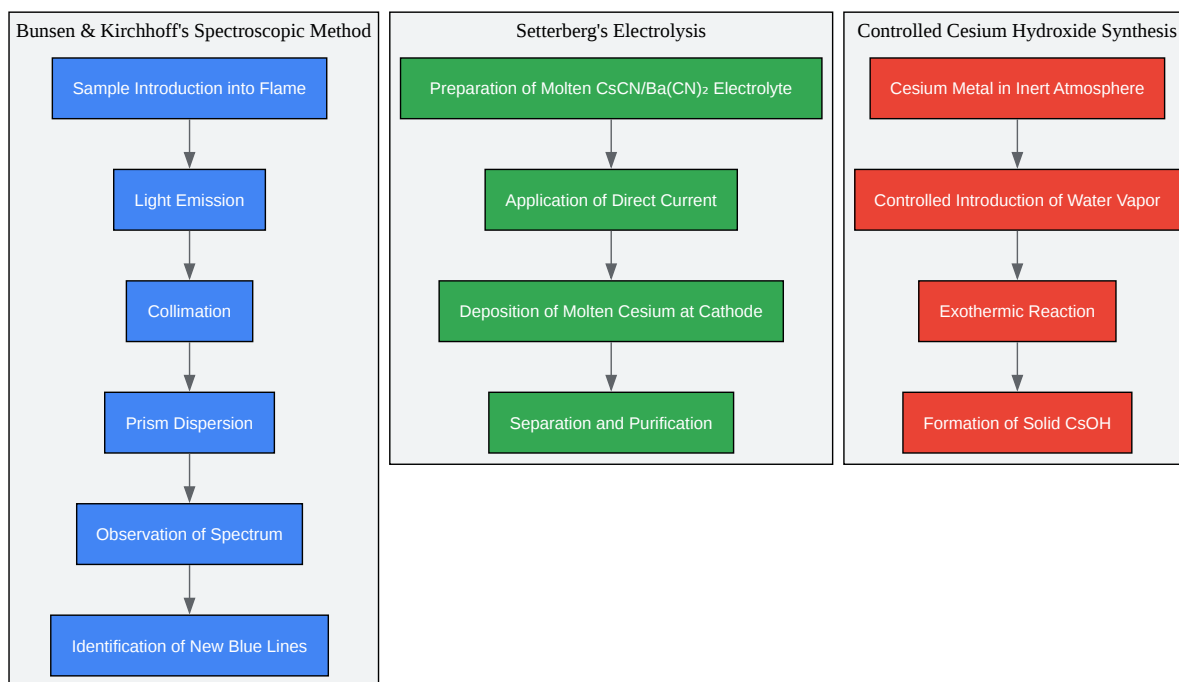 Bunsen & Kirchhoff's Spectroscopic Method
Sample Introduction into Flame
Light Emission
Collimation
Prism Dispersion
Observation of Spectrum
Identification of New Blue Lines
Setterberg's Electrolysis
Preparation of Molten CsCN/Ba(CN)₂ Electrolyte
Application of Direct Current
Deposition of Molten Cesium at Cathode
Separation and Purification
Controlled Cesium Hydroxide Synthesis
Cesium Metal in Inert Atmosphere
Controlled Introduction of Water Vapor
Exothermic Reaction
Formation of Solid CsOH